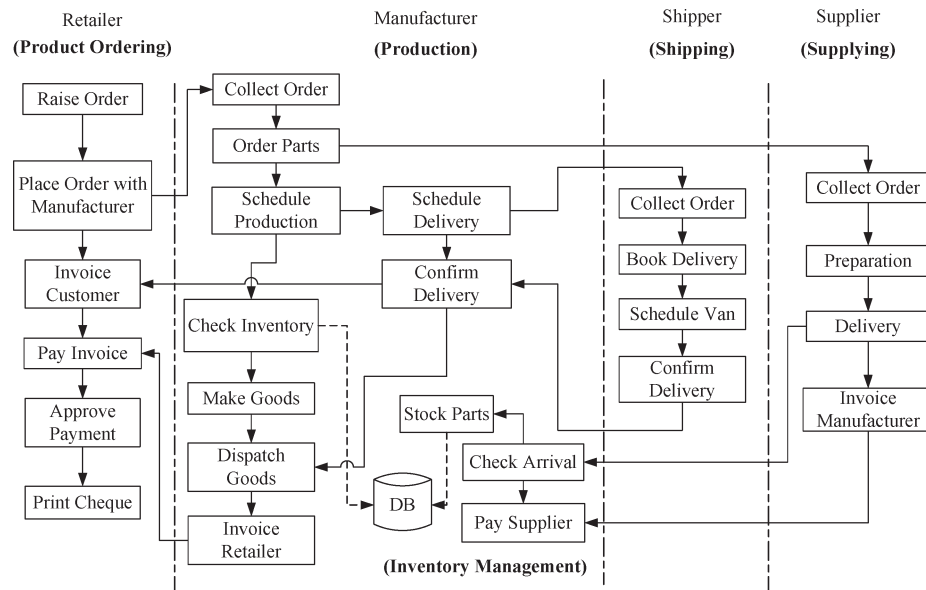 Retailer
(Product Ordering)
Raise Order
Place Order with
Manufacturer
Invoice
Customer
Pay Invoice
Approve
Payment
Print Cheque
Manufacturer
(Production)
Collect Order
Order Parts
Schedule
Production
Schedule
Delivery
Confirm
Delivery
Check Inventory
Make Goods
Dispatch
Goods
Invoice
Retailer
Stock Parts
Check Arrival
DB
Pay Supplier
(Inventory Management)
Shipper
(Shipping)
Collect Order
Book Delivery
Schedule Van
Confirm
Delivery
Supplier
(Supplying)
Collect Order
Preparation
Delivery
Invoice
Manufacturer